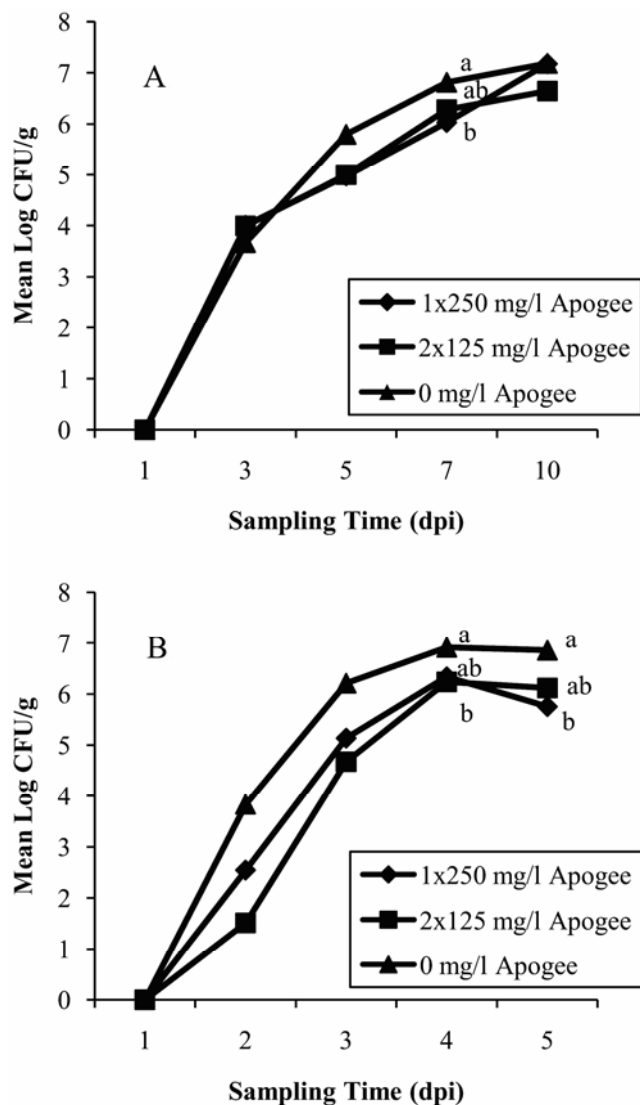 8
A
7
a
ab
6
b
5
4
3
1x250 mg/l Apogee
2
2x125 mg/l Apogee
1
0 mg/l Apogee
0
1 3 5 7 10
Mean Log CFU/g
Sampling Time (dpi)
8
B
7
a a
ab ab
6
b b
5
4
3
1x250 mg/l Apogee
2
2x125 mg/l Apogee
1
0 mg/l Apogee
0
1 2 3 4 5
Mean Log CFU/g
Sampling Time (dpi)